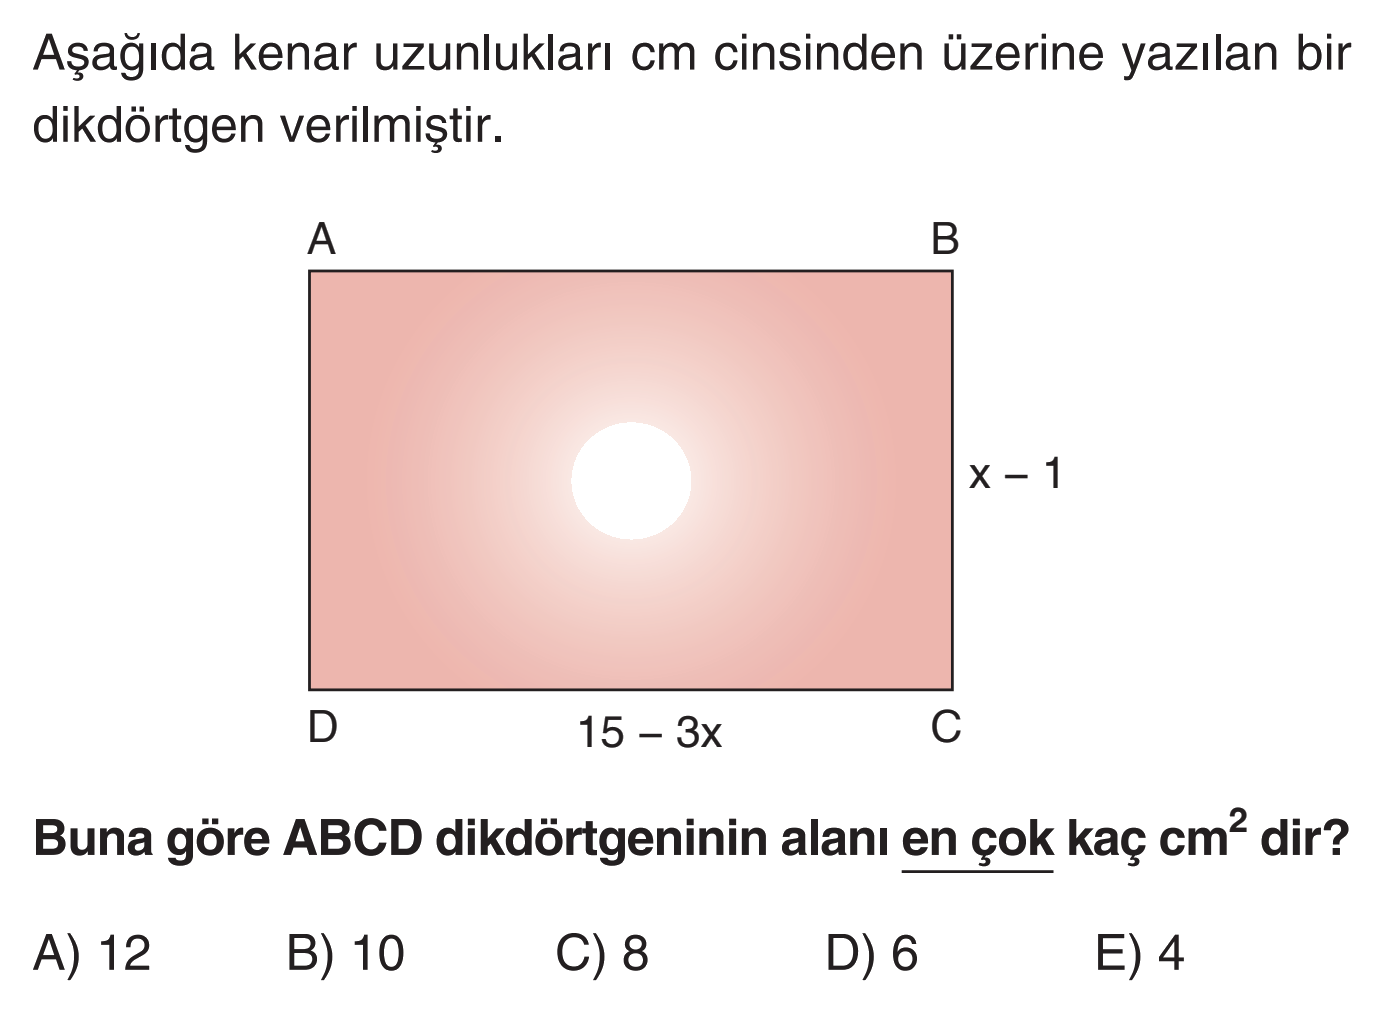 Aşağıda kenar uzunlukları cm cinsinden üzerine yazılan bir
dikdörtgen verilmiştir.
A
B
x – 1
D
15 – 3x
C
Buna göre ABCD dikdörtgeninin alanı en çok kaç cm² dir?
A) 12 B) 10 C) 8 D) 6 E) 4